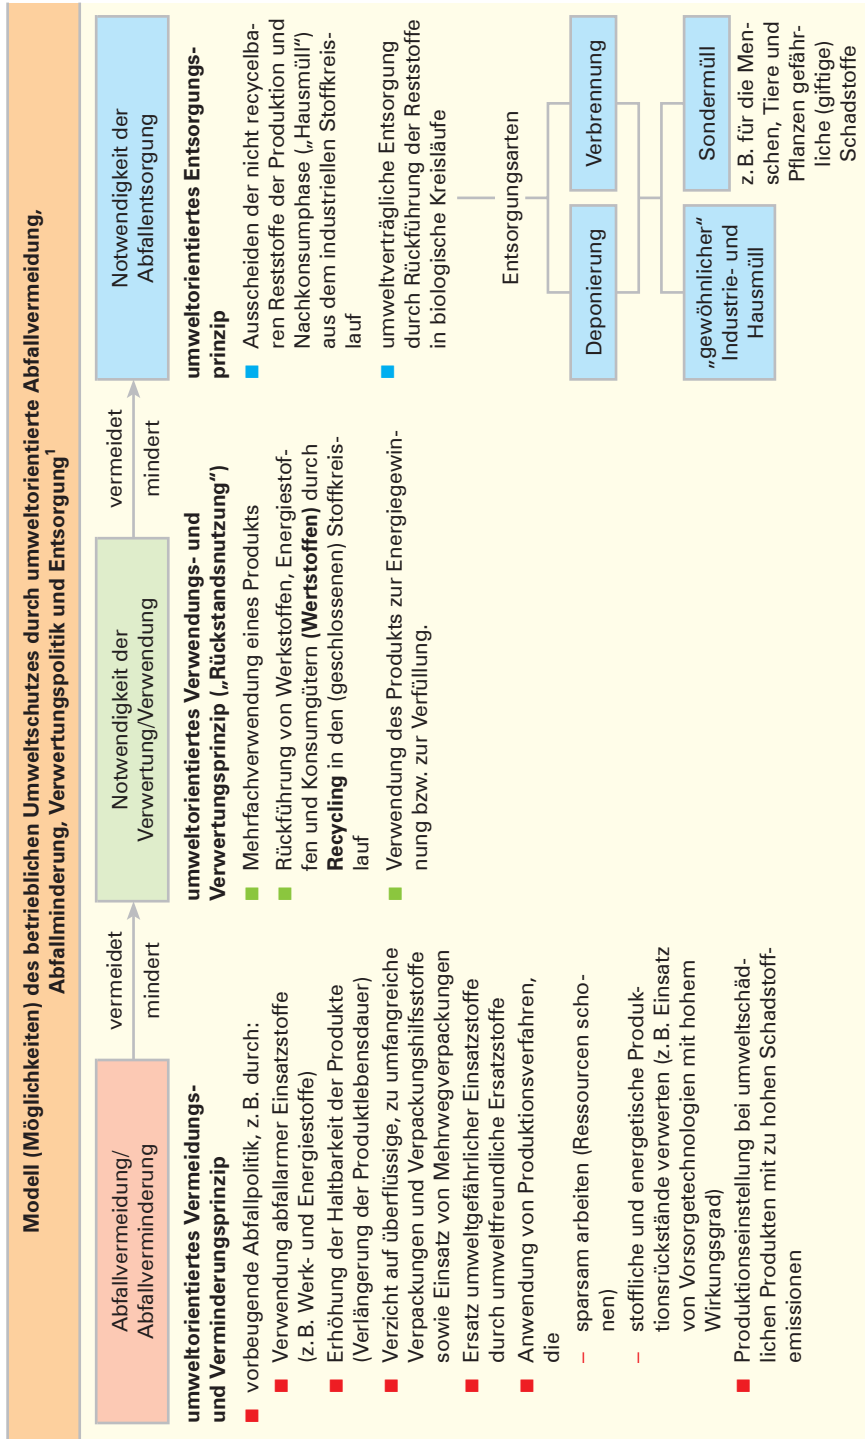 Modell (Möglichkeiten) des betrieblichen Umweltschutzes durch umweltorientierte Abfallvermeidung,
Abfallminderung, Verwertungspolitik und Entsorgung¹
Abfallvermeidung/
Abfallverminderung
vermeidet
mindert
Notwendigkeit der
Verwertung/Verwendung
vermeidet
mindert
Notwendigkeit der
Abfallentsorgung
umweltorientiertes Vermeidungs-
und Verminderungsprinzip
■ vorbeugende Abfallpolitik, z. B. durch:
■ Verwendung abfallarmer Einsatzstoffe
(z. B. Werk- und Energiestoffe)
■ Erhöhung der Haltbarkeit der Produkte
(Verlängerung der Produktlebensdauer)
■ Verzicht auf überflüssige, zu umfangreiche
Verpackungen und Verpackungshilfsstoffe
sowie Einsatz von Mehrwegverpackungen
■ Ersatz umweltgefährlicher Einsatzstoffe
durch umweltfreundliche Ersatzstoffe
■ Anwendung von Produktionsverfahren,
die
– sparsam arbeiten (Ressourcen scho-
nen)
– stoffliche und energetische Produk-
tionsrückstände verwerten (z. B. Einsatz
von Vorsorgetechnologien mit hohem
Wirkungsgrad)
■ Produktionseinstellung bei umweltschäd-
lichen Produkten mit zu hohen Schadstoff-
emissionen
umweltorientiertes Verwendungs- und
Verwertungsprinzip („Rückstandsnutzung“)
■ Mehrfachverwendung eines Produkts
■ Rückführung von Werkstoffen, Energiestof-
fen und Konsumgütern (Wertstoffen) durch
Recycling in den (geschlossenen) Stoffkreis-
lauf
■ Verwendung des Produkts zur Energiegewin-
nung bzw. zur Verfüllung.
umweltorientiertes Entsorgungs-
prinzip
■ Ausscheiden der nicht recycelba-
ren Reststoffe der Produktion und
Nachkonsumphase („Hausmüll“)
aus dem industriellen Stoffkreis-
lauf
■ umweltverträgliche Entsorgung
durch Rückführung der Reststoffe
in biologische Kreisläufe
Entsorgungsarten
Deponierung
Verbrennung
„gewöhnlicher“
Industrie- und
Hausmüll
Sondermüll
z. B. für die Men-
schen, Tiere und
Pflanzen gefähr-
liche (giftige)
Schadstoffe